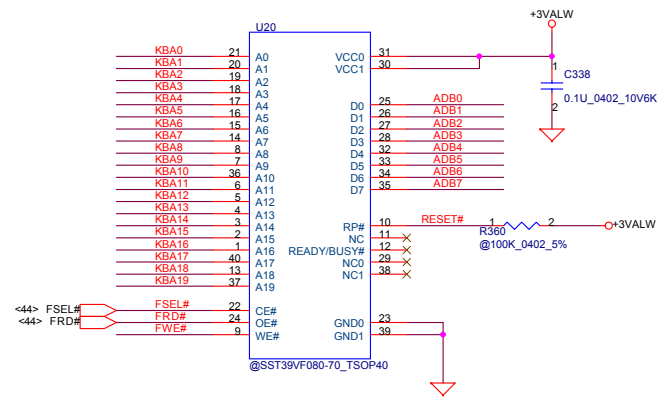 +3VALW
U20
KBA0 21 A0 VCC0 31
KBA1 20 A1 VCC1 30
KBA2 19 A2
KBA3 18 A3
KBA4 17 A4 D0 25 ADB0
KBA5 16 A5 D1 26 ADB1
KBA6 15 A6 D2 27 ADB2
KBA7 14 A7 D3 28 ADB3
KBA8 8 A8 D4 32 ADB4
KBA9 7 A9 D5 33 ADB5
KBA10 36 A10 D6 34 ADB6
KBA11 6 A11 D7 35 ADB7
KBA12 5 A12
KBA13 4 A13
KBA14 3 A14 RP# 10 RESET# 1 2 +3VALW
KBA15 2 A15 NC 11
KBA16 1 A16 READY/BUSY# 12
KBA17 40 A17 NC0 29
KBA18 13 A18 NC1 38
KBA19 37 A19
1
C338
0.1U_0402_10V6K
2
R360
@100K_0402_5%
<44> FSEL# FSEL# 22 CE# GND0 23
<44> FRD# FRD# 24 OE# GND1 39
FWE# 9 WE#
@SST39VF080-70_TSOP40